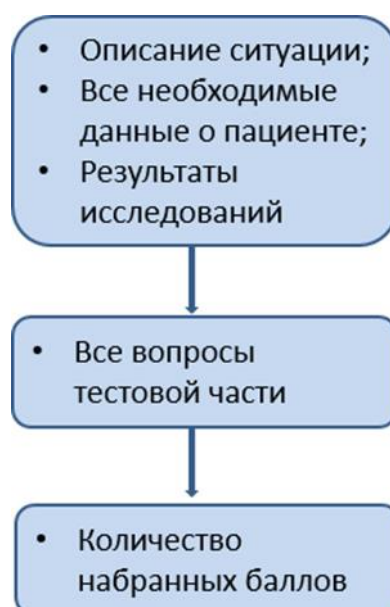 • Описание ситуации;
• Все необходимые
данные о пациенте;
• Результаты
исследований
• Все вопросы
тестовой части
• Количество
набранных баллов